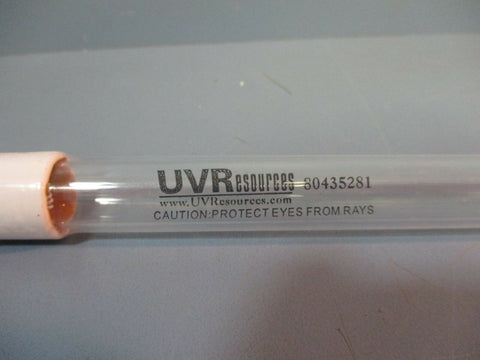 UVResources 80435281
www.UVResources.com
CAUTION:PROTECT EYES FROM RAYS